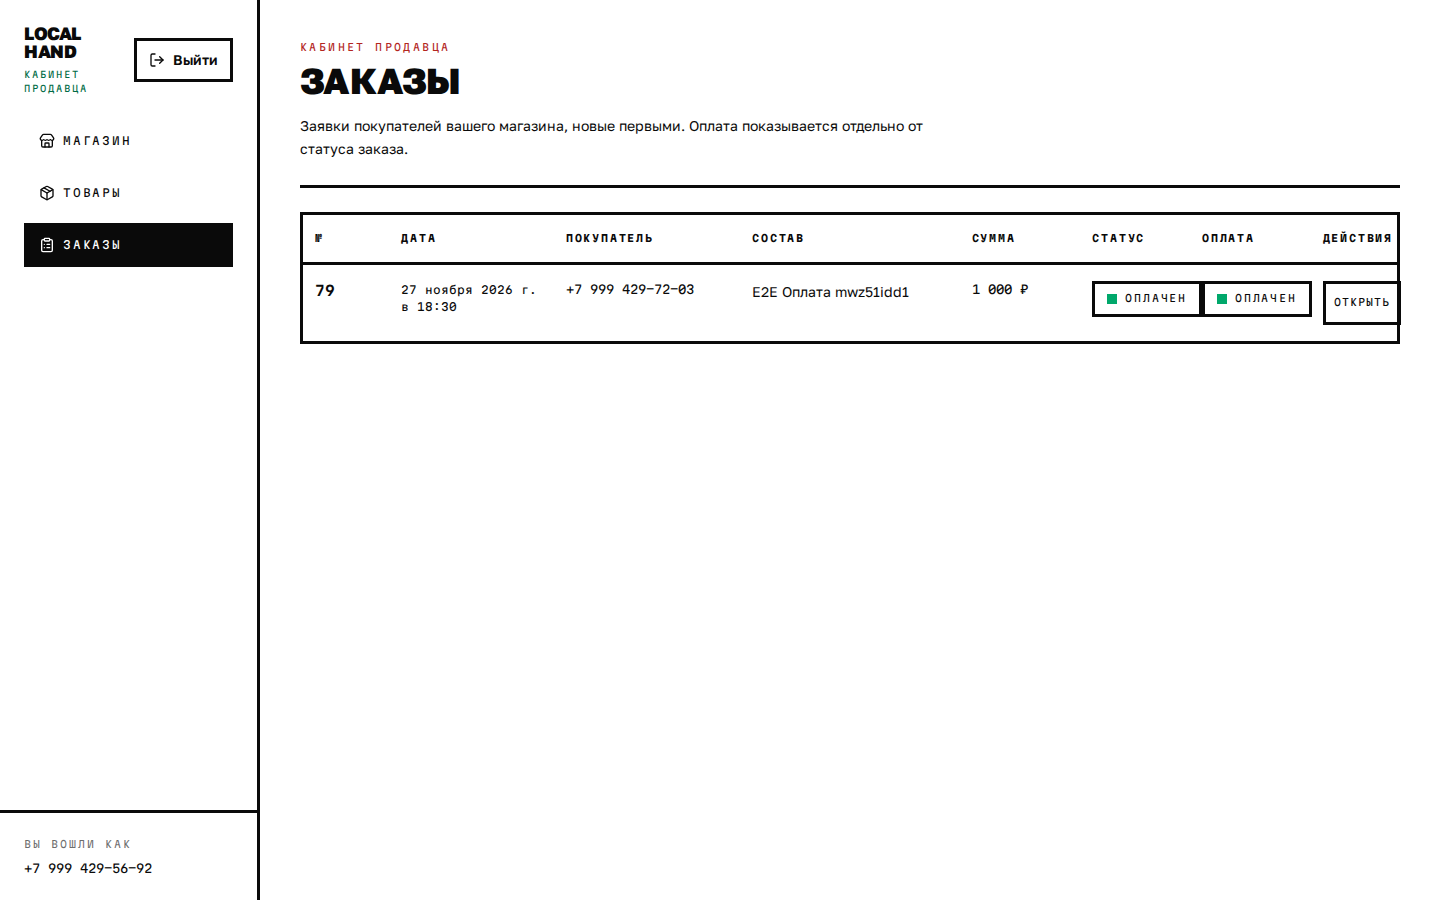 LOCAL
HAND
КАБИНЕТ
ПРОДАВЦА
Выйти
МАГАЗИН
ТОВАРЫ
ЗАКАЗЫ
ВЫ ВОШЛИ КАК
+7 999 429-56-92
КАБИНЕТ ПРОДАВЦА
ЗАКАЗЫ
Заявки покупателей вашего магазина, новые первыми. Оплата показывается отдельно от
статуса заказа.
№ ДАТА ПОКУПАТЕЛЬ СОСТАВ СУММА СТАТУС ОПЛАТА ДЕЙСТВИЯ
79 27 ноября 2026 г. +7 999 429-72-03 E2E Оплата mwz51idd1 1 000 ₽ ОПЛАЧЕН ОПЛАЧЕН ОТКРЫТЬ
в 18:30